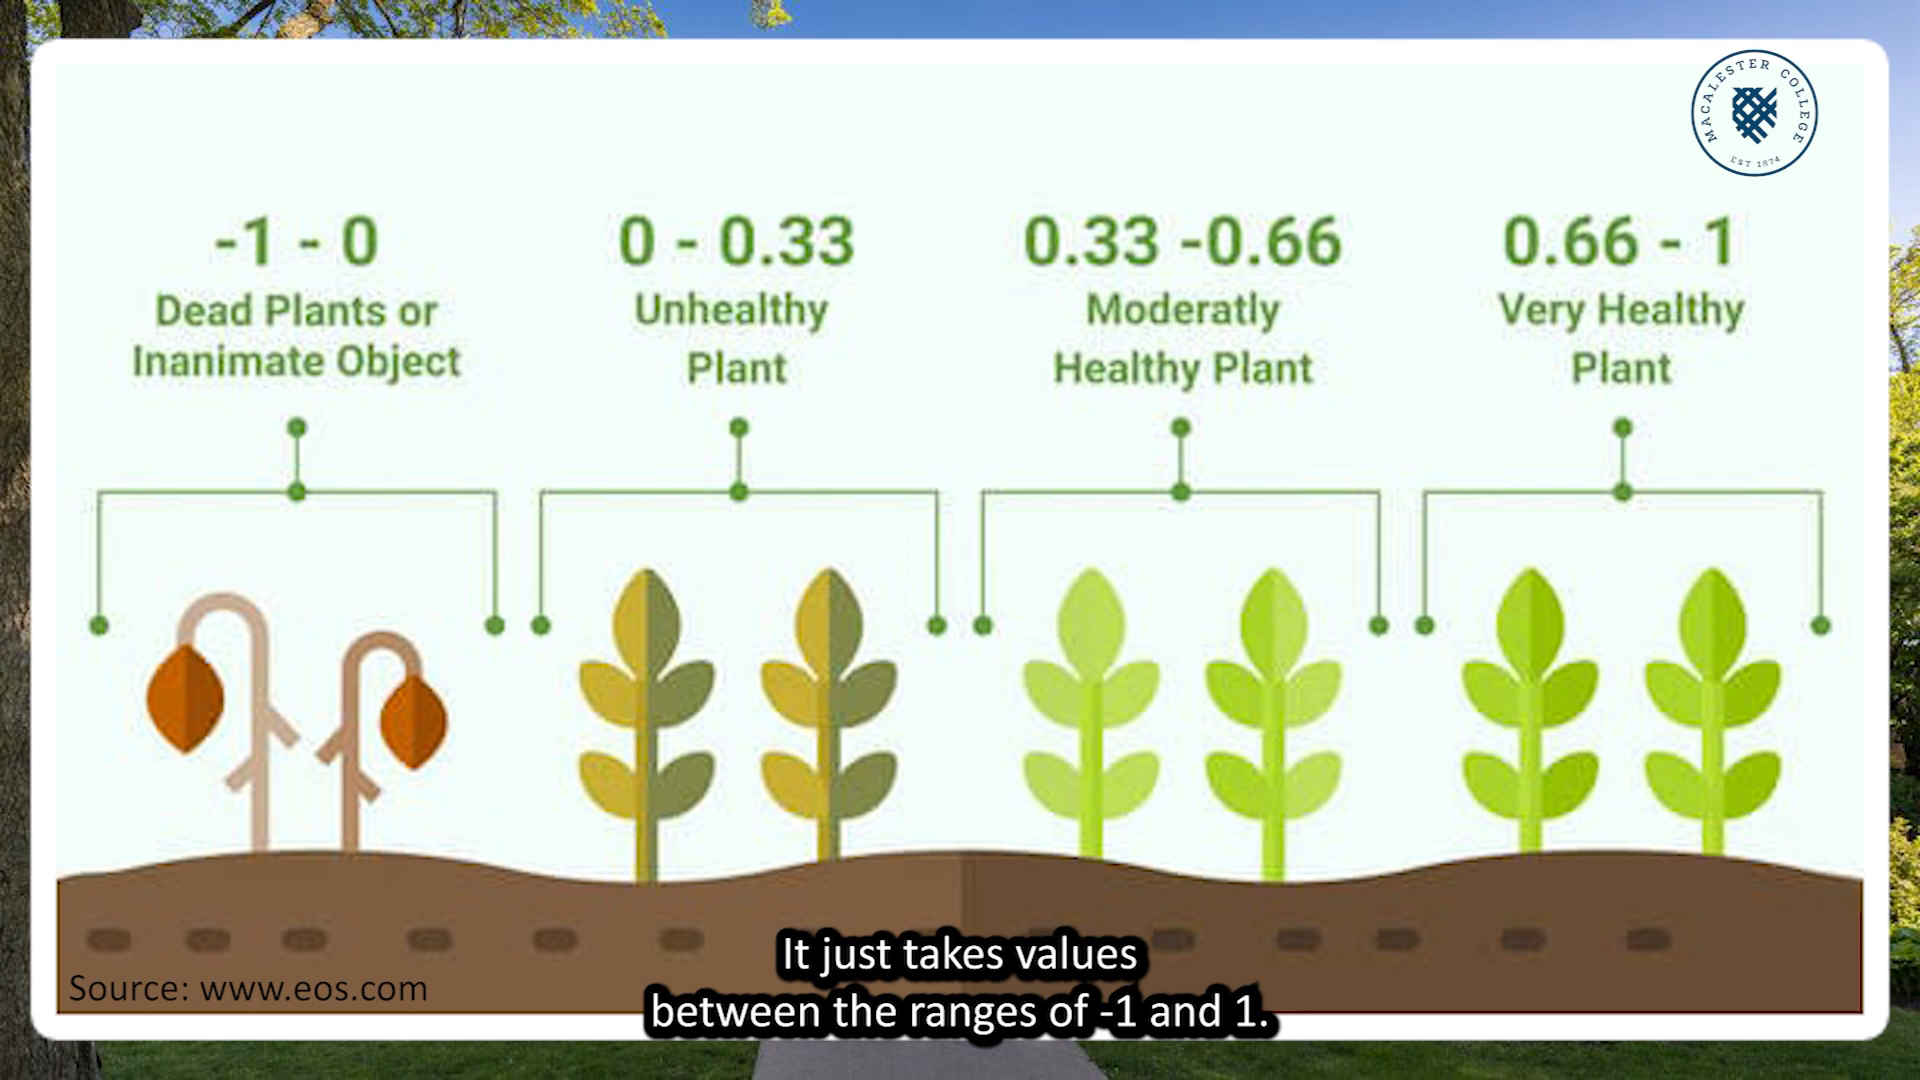 MACALESTER COLLEGE
EST 1874
-1 - 0
Dead Plants or
Inanimate Object
0 - 0.33
Unhealthy
Plant
0.33 -0.66
Moderatly
Healthy Plant
0.66 - 1
Very Healthy
Plant
Source: www.eos.com
It just takes values
between the ranges of -1 and 1.